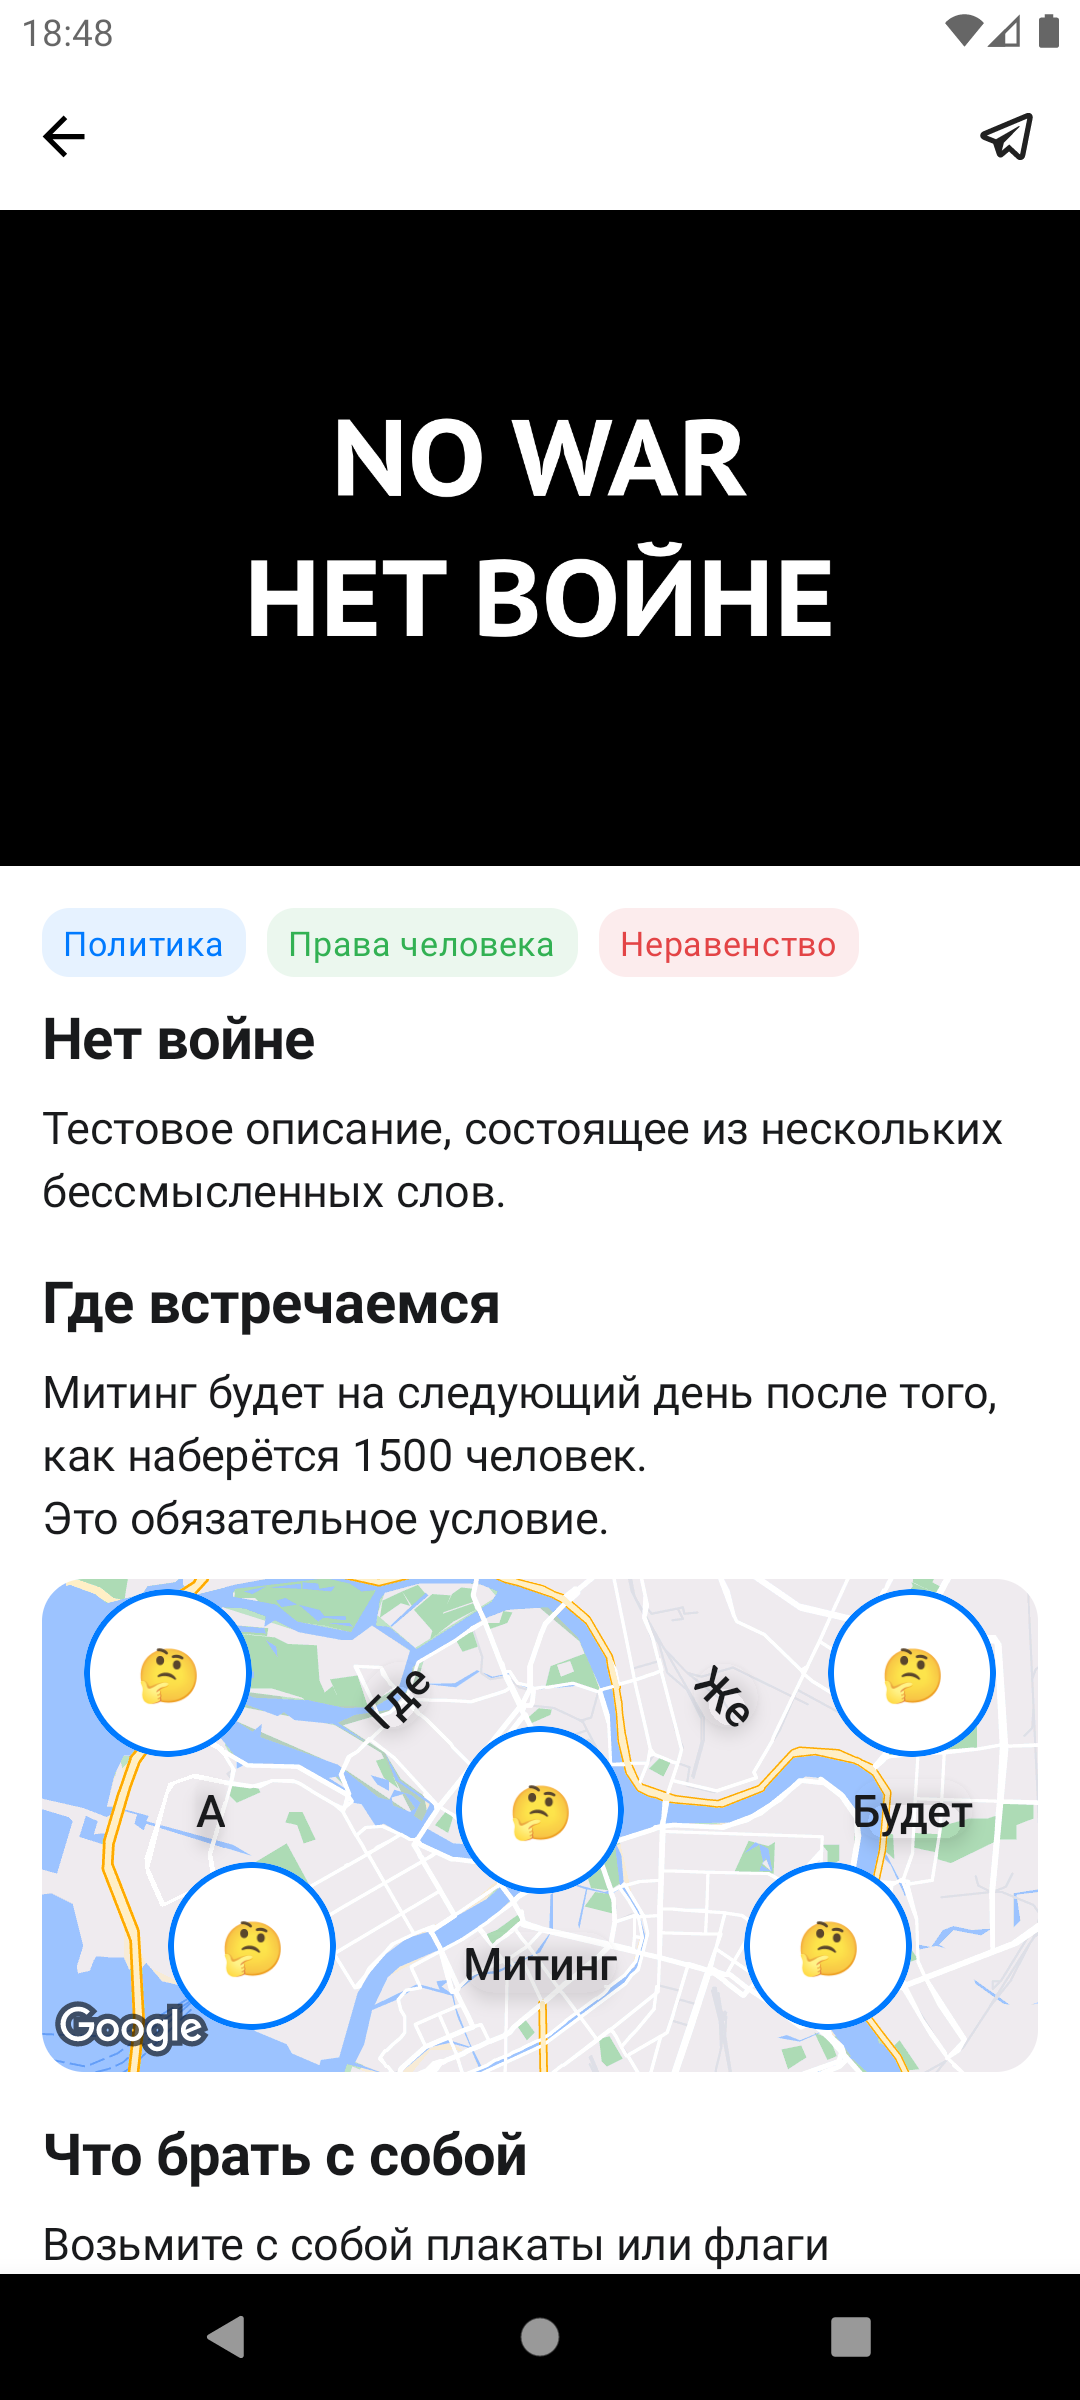 18:48
NO WAR
НЕТ ВОЙНЕ
Политика Права человека Неравенство
Нет войне
Тестовое описание, состоящее из нескольких
бессмысленных слов.
Где встречаемся
Митинг будет на следующий день после того,
как наберётся 1500 человек.
Это обязательное условие.
А Где Же Будет
Митинг
Google
Что брать с собой
Возьмите с собой плакаты или флаги